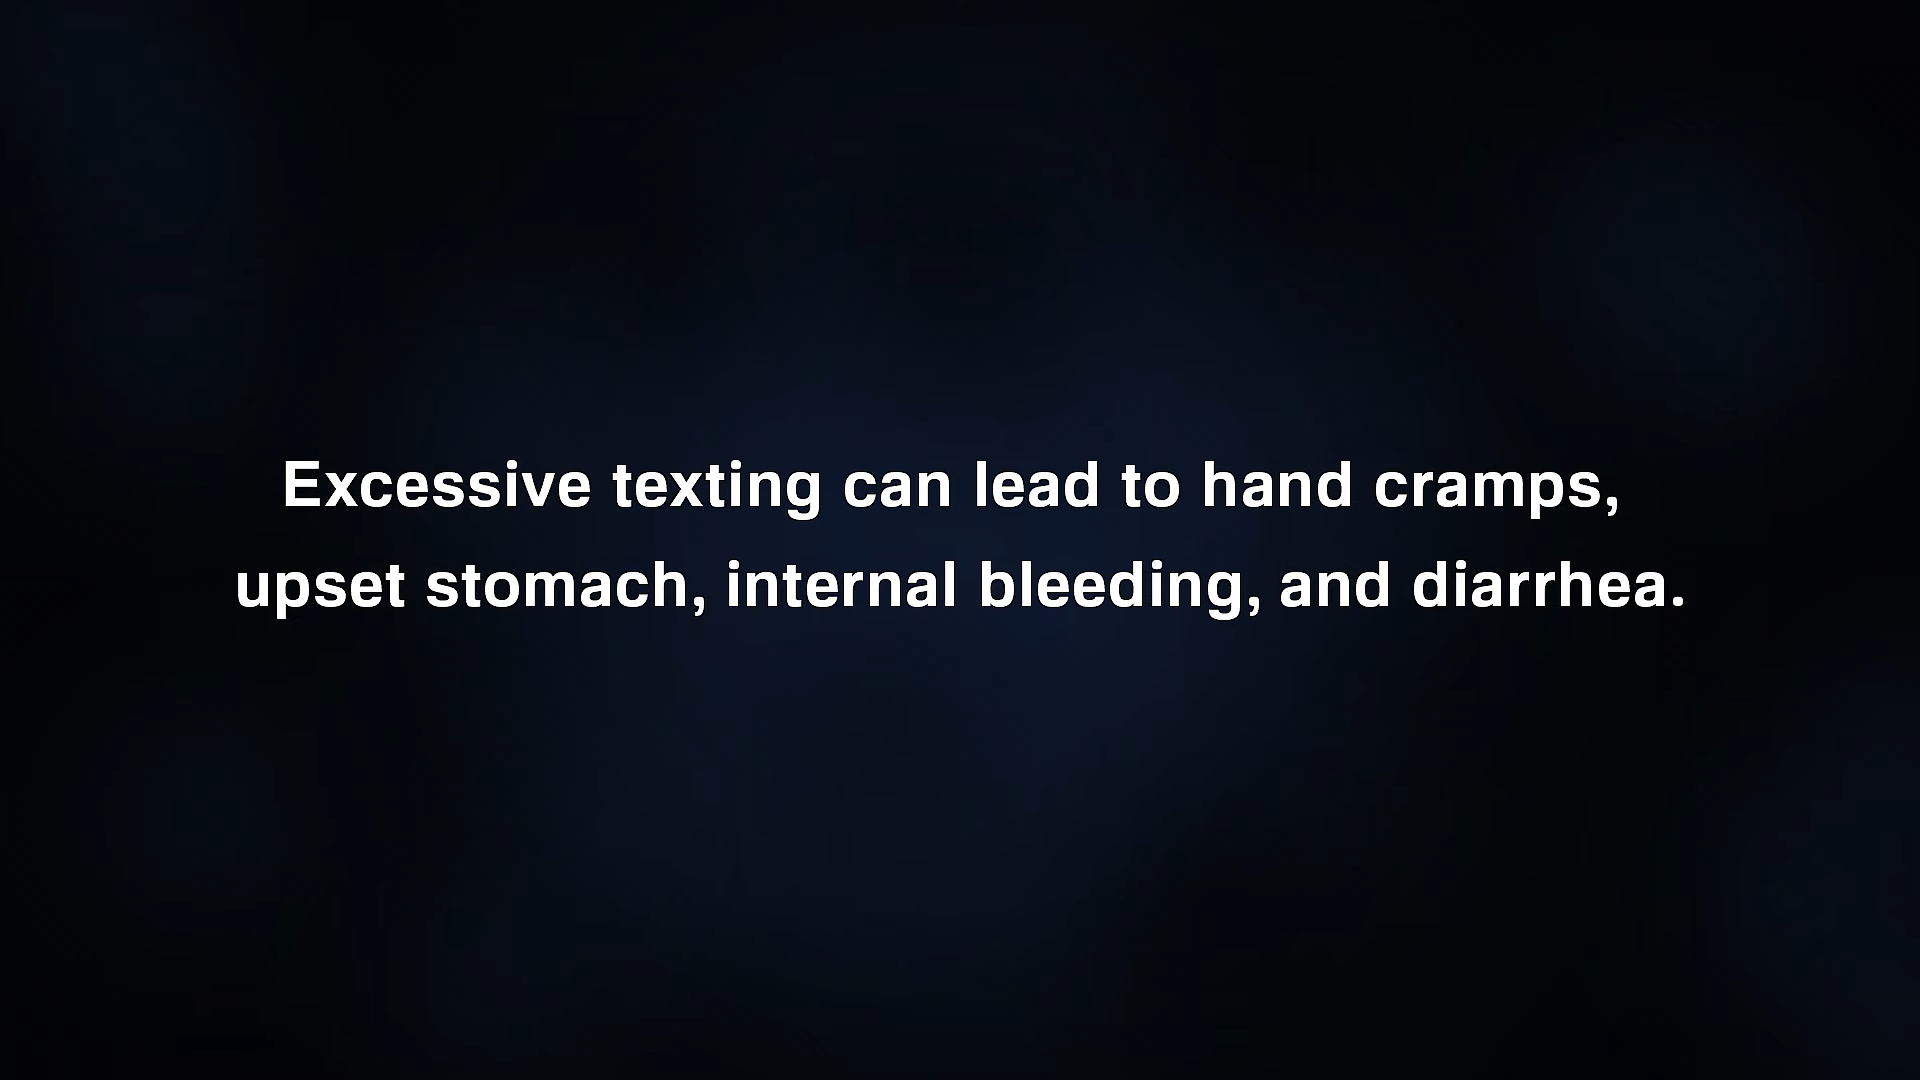 Excessive texting can lead to hand cramps,
upset stomach, internal bleeding, and diarrhea.